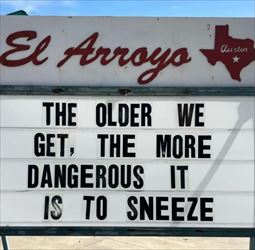 El Arroyo
Austin
THE OLDER WE
GET, THE MORE
DANGEROUS IT
IS TO SNEEZE